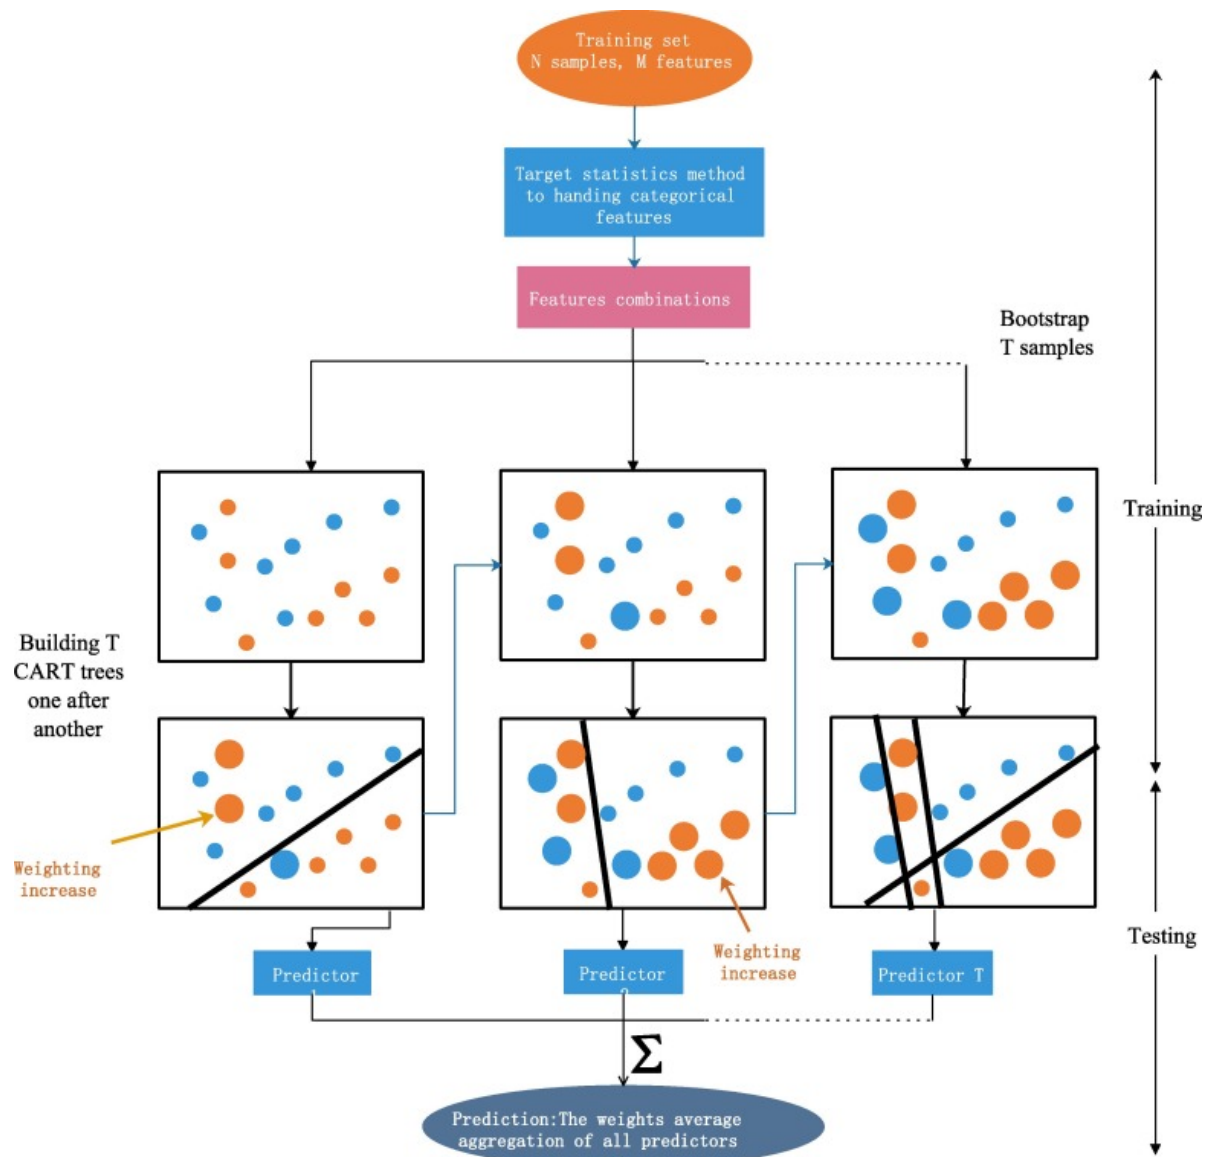 Training set
N samples, M features
Target statistics method
to handing categorical
features
Features combinations
Bootstrap
T samples
Training
Building T
CART trees
one after
another
Weighting
increase
Weighting
increase
Testing
Predictor
Predictor
Predictor T
Σ
Prediction:The weights average
aggregation of all predictors